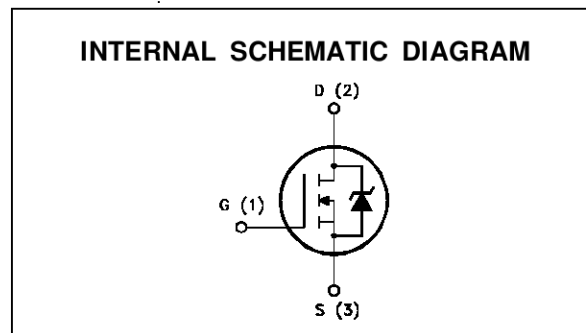 INTERNAL SCHEMATIC DIAGRAM
D (2)
G (1)
S (3)